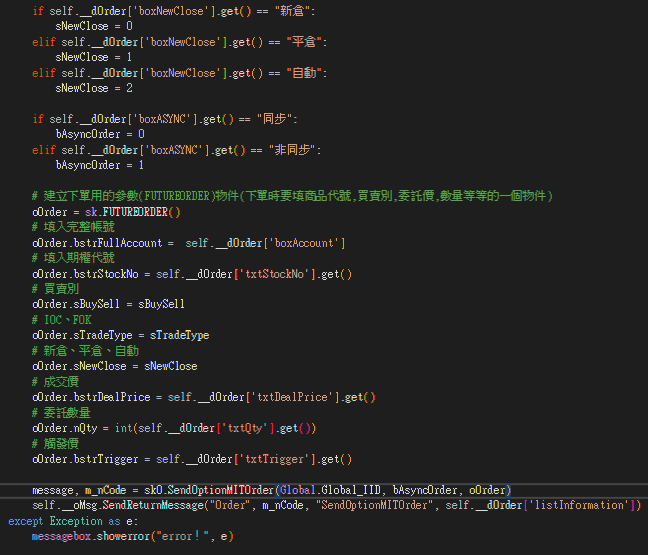 if self.__dOrder['boxNewClose'].get() == "新倉":
    sNewClose = 0
elif self.__dOrder['boxNewClose'].get() == "平倉":
    sNewClose = 1
elif self.__dOrder['boxNewClose'].get() == "自動":
    sNewClose = 2
if self.__dOrder['boxASYNC'].get() == "同步":
    bAsyncOrder = 0
elif self.__dOrder['boxASYNC'].get() == "非同步":
    bAsyncOrder = 1
# 建立下單用的參數(FUTUREORDER)物件(下單時要填商品代號,買賣別,委託價,數量等等的一個物件)
oOrder = sk.FUTUREORDER()
# 填入完整帳號
oOrder.bstrFullAccount =  self.__dOrder['boxAccount']
# 填入期權代號
oOrder.bstrStockNo = self.__dOrder['txtStockNo'].get()
# 買賣別
oOrder.sBuySell = sBuySell
# IOC、FOK
oOrder.sTradeType = sTradeType
# 新倉、平倉、自動
oOrder.sNewClose = sNewClose
# 成交價
oOrder.bstrDealPrice = self.__dOrder['txtDealPrice'].get()
# 委託數量
oOrder.nQty = int(self.__dOrder['txtQty'].get())
# 觸發價
oOrder.bstrTrigger = self.__dOrder['txtTrigger'].get()
message, m_nCode = skO.SendOptionMITOrder(Global.Global_IID, bAsyncOrder, oOrder)
self.__oMsg.SendReturnMessage("Order", m_nCode, "SendOptionMITOrder", self.__dOrder['listInformation'])
except Exception as e:
messagebox.showerror("error！", e)